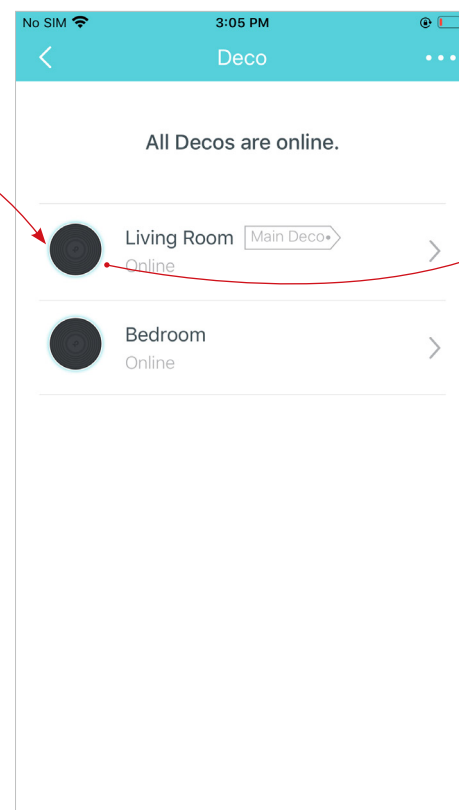 No SIM 3:05 PM
Deco
All Decos are online.
Living Room Main Deco
Online
Bedroom
Online